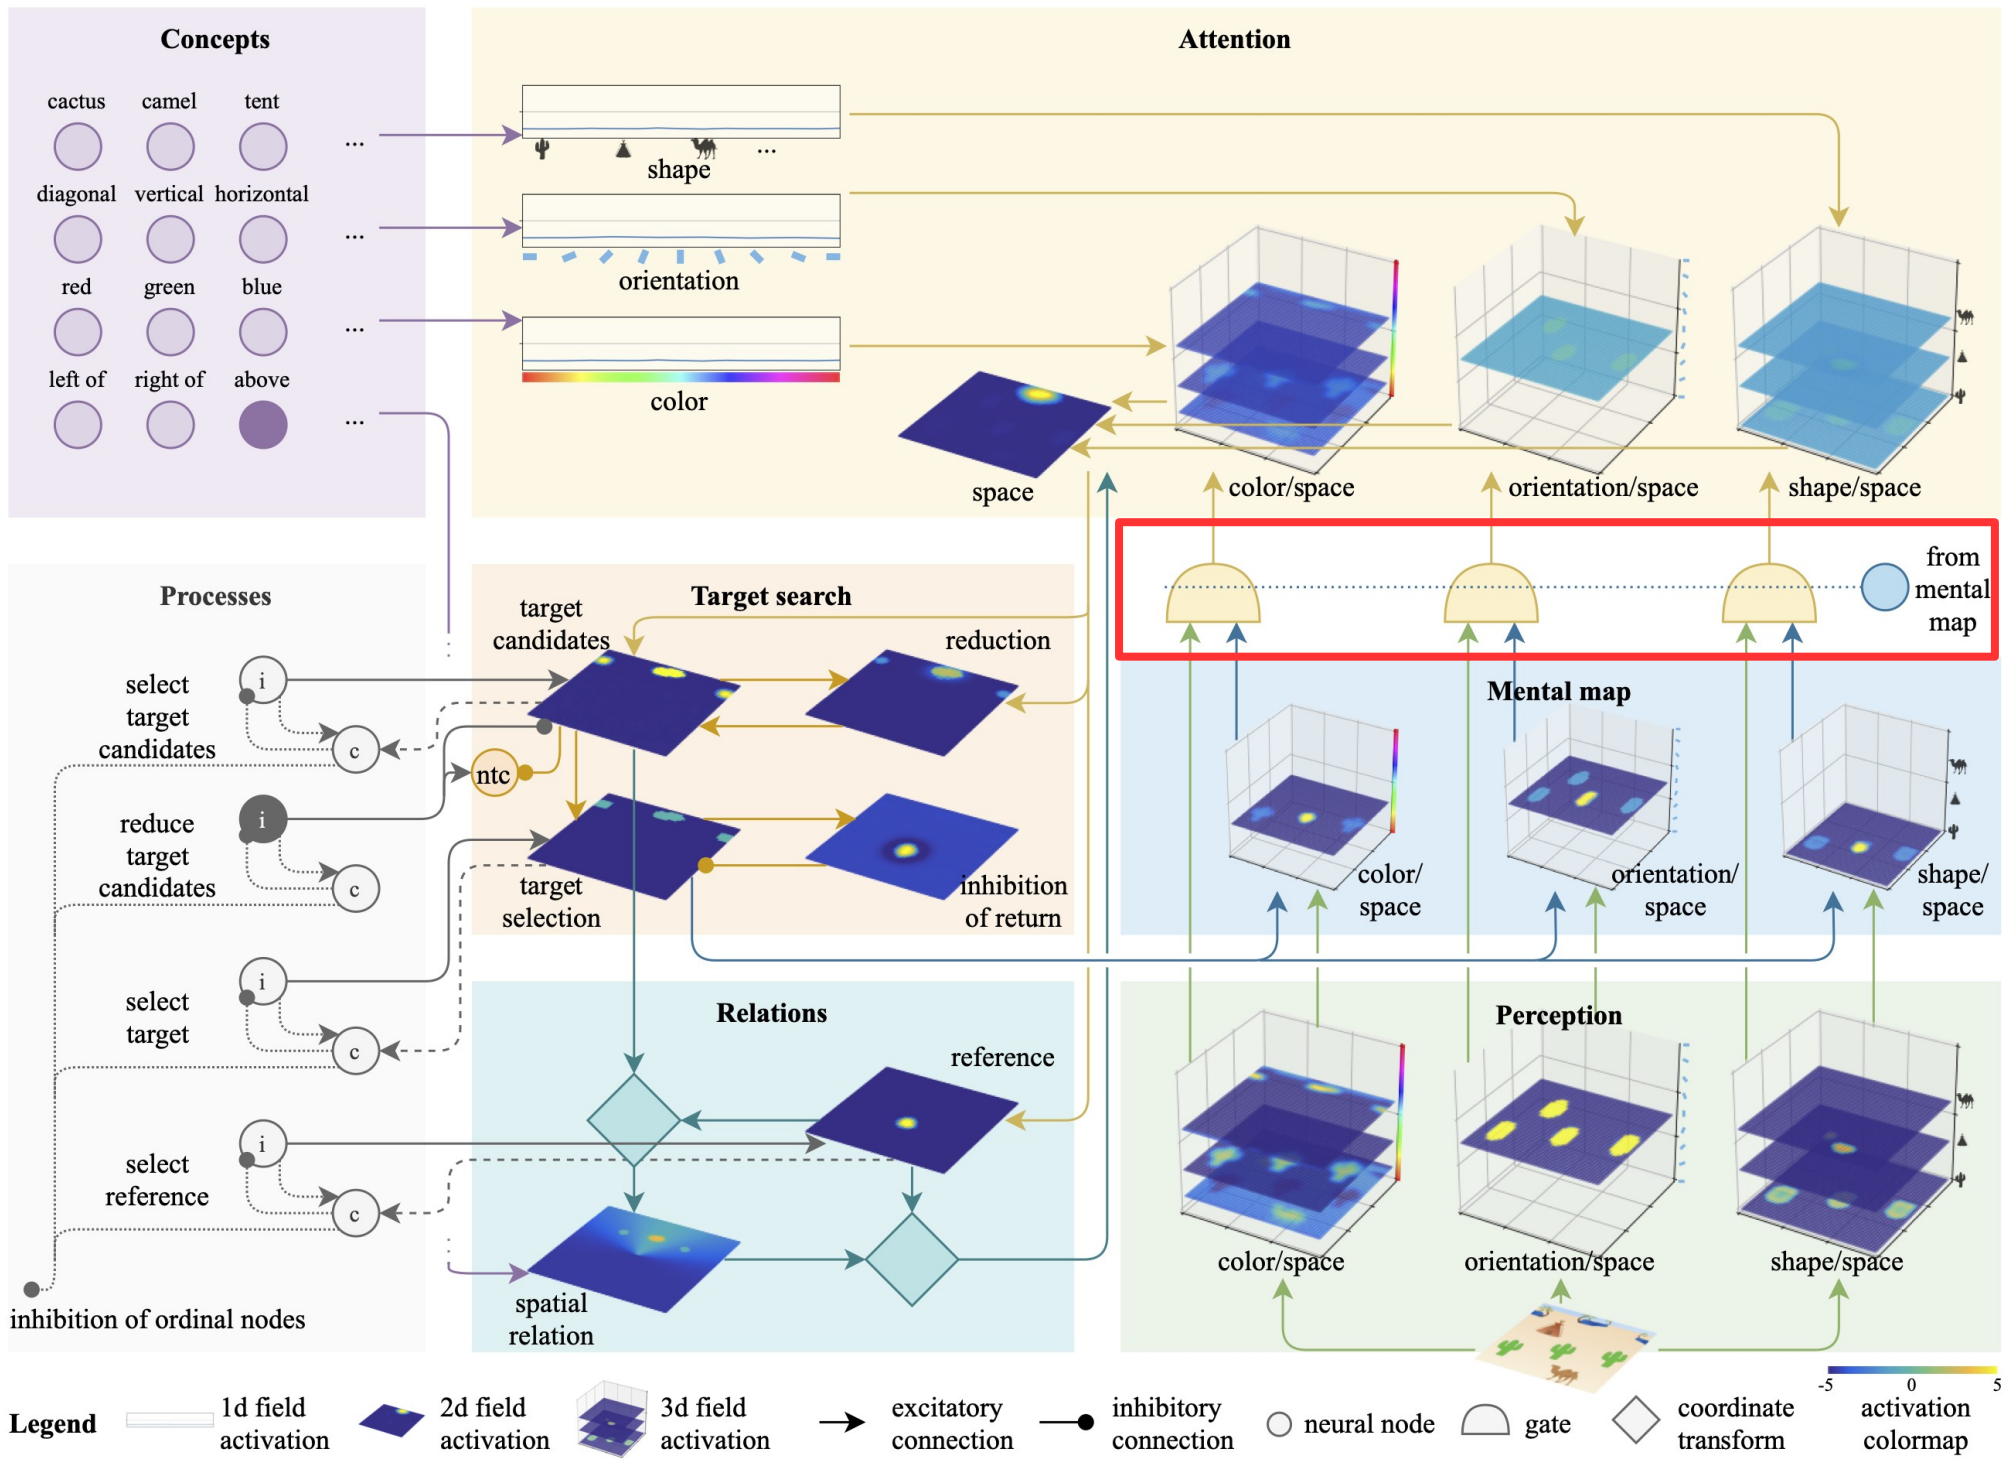 Concepts
cactus camel tent
...
diagonal vertical horizontal
...
red green blue
...
left of right of above
...
Attention
...
shape
orientation
color
space
color/space
orientation/space
shape/space
from
mental
map
Processes
select
target
candidates
i
c
reduce
target
candidates
i
c
select
target
i
c
select
reference
i
c
inhibition of ordinal nodes
Target search
target
candidates
reduction
ntc
target
selection
inhibition
of return
Mental map
color/
space
orientation/
space
shape/
space
Relations
reference
spatial
relation
Perception
color/space
orientation/space
shape/space
Legend
1d field
activation
2d field
activation
3d field
activation
excitatory
connection
inhibitory
connection
neural node
gate
coordinate
transform
-5 0 5
activation
colormap